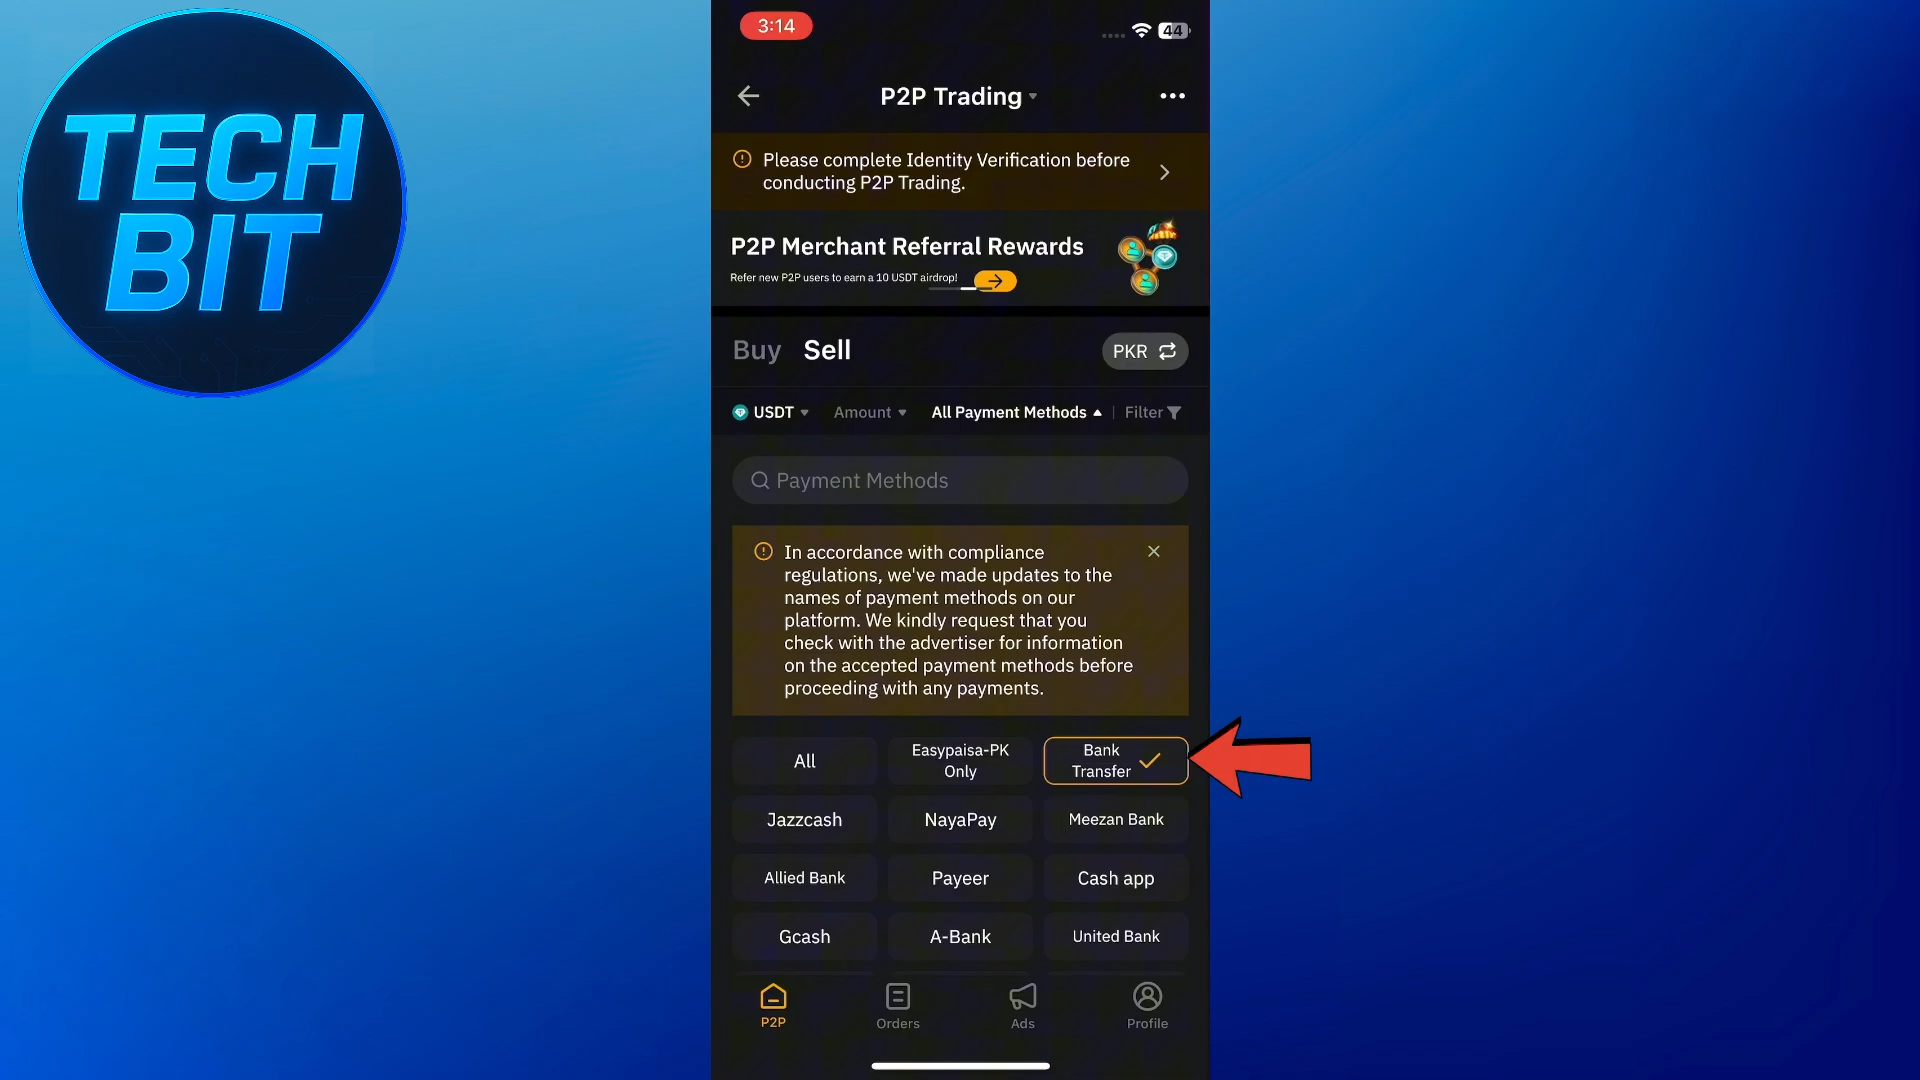 TECH
BIT
3:14
44
P2P Trading
Please complete Identity Verification before
conducting P2P Trading.
P2P Merchant Referral Rewards
Refer new P2P users to earn a 10 USDT airdrop!
Buy Sell PKR
USDT Amount All Payment Methods Filter
Payment Methods
In accordance with compliance
regulations, we've made updates to the
names of payment methods on our
platform. We kindly request that you
check with the advertiser for information
on the accepted payment methods before
proceeding with any payments.
All
Easypaisa-PK
Only
Bank
Transfer
Jazzcash NayaPay Meezan Bank
Allied Bank Payeer Cash app
Gcash A-Bank United Bank
P2P Orders Ads Profile